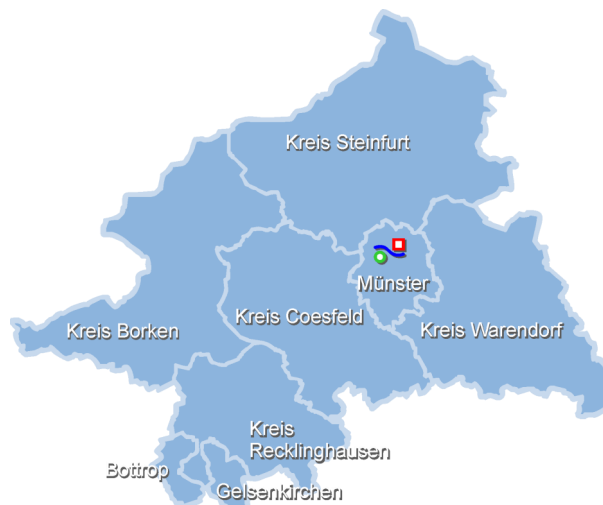 Kreis Steinfurt
Münster
Kreis Coesfeld
Kreis Borken
Kreis Warendorf
Kreis
Recklinghausen
Bottrop
Gelsenkirchen